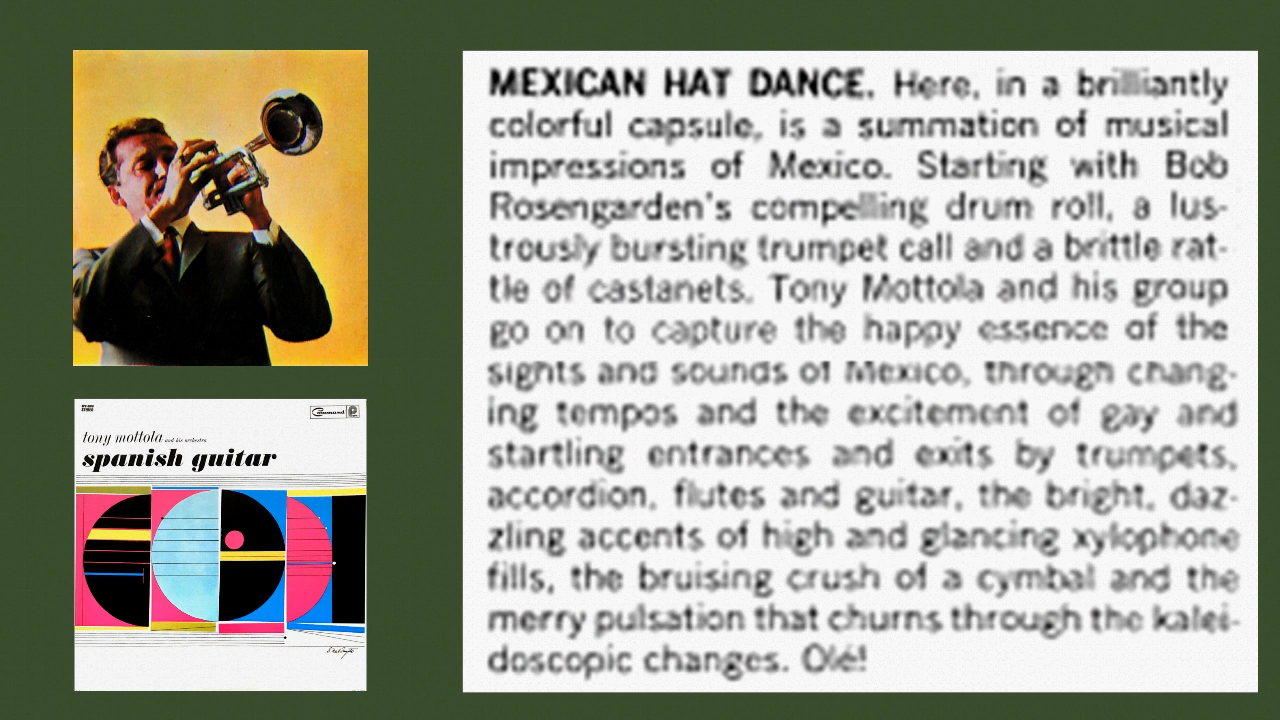 Command
tony mottola and his orchestra
spanish guitar
MEXICAN HAT DANCE. Here, in a brilliantly
colorful capsule, is a summation of musical
impressions of Mexico. Starting with Bob
Rosengarden's compelling drum roll, a lus-
trously bursting trumpet call and a brittle rat-
tle of castanets, Tony Mottola and his group
go on to capture the happy essence of the
sights and sounds of Mexico, through chang-
ing tempos and the excitement of gay and
startling entrances and exits by trumpets,
accordion, flutes and guitar, the bright, daz-
zling accents of high and glancing xylophone
fills, the bruising crush of a cymbal and the
merry pulsation that churns through the kalei-
doscopic changes. Olé!